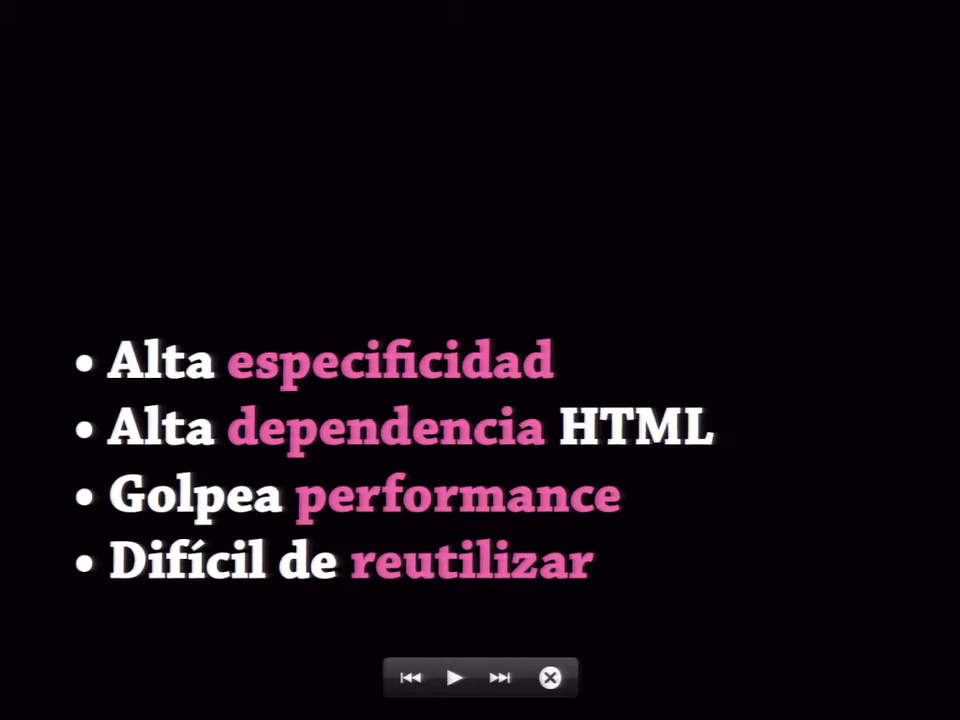 • Alta especificidad
• Alta dependencia HTML
• Golpea performance
• Difícil de reutilizar